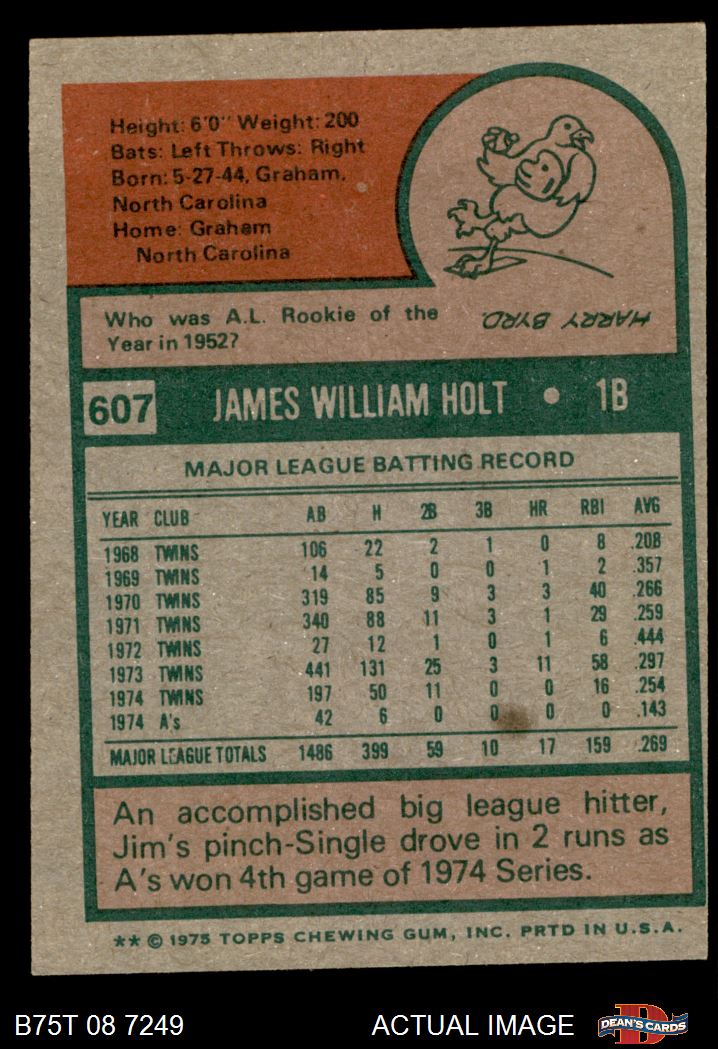 Height: 6'0" Weight: 200
Bats: Left Throws: Right
Born: 5-27-44, Graham,
North Carolina
Home: Graham
North Carolina
Who was A.L. Rookie of the
Year in 1952?
HARRY BYRD.
607 JAMES WILLIAM HOLT • 1B
MAJOR LEAGUE BATTING RECORD
YEAR CLUB AB H 2B 3B HR RBI AVG
1968 TWINS 106 22 2 1 0 8 .208
1969 TWINS 14 5 0 0 1 2 .357
1970 TWINS 319 85 9 3 3 40 .266
1971 TWINS 340 88 11 3 1 29 .259
1972 TWINS 27 12 1 0 1 6 .444
1973 TWINS 441 131 25 3 11 58 .297
1974 TWINS 197 50 11 0 0 16 .254
1974 A's 42 6 0 0 0 0 .143
MAJOR LEAGUE TOTALS 1486 399 59 10 17 159 .269
An accomplished big league hitter,
Jim's pinch-Single drove in 2 runs as
A's won 4th game of 1974 Series.
** © 1975 TOPPS CHEWING GUM, INC. PRTD IN U.S.A.
B75T 08 7249 ACTUAL IMAGE D DEAN'S CARDS